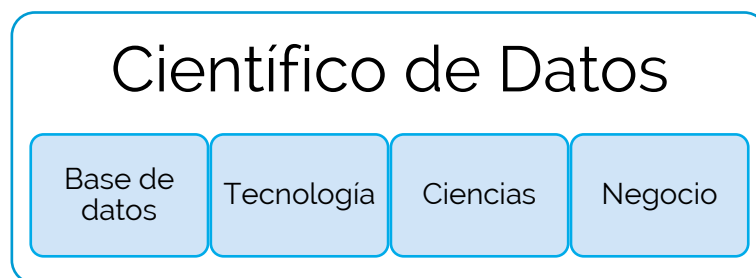 Científico de Datos
Base de
datos
Tecnología
Ciencias
Negocio